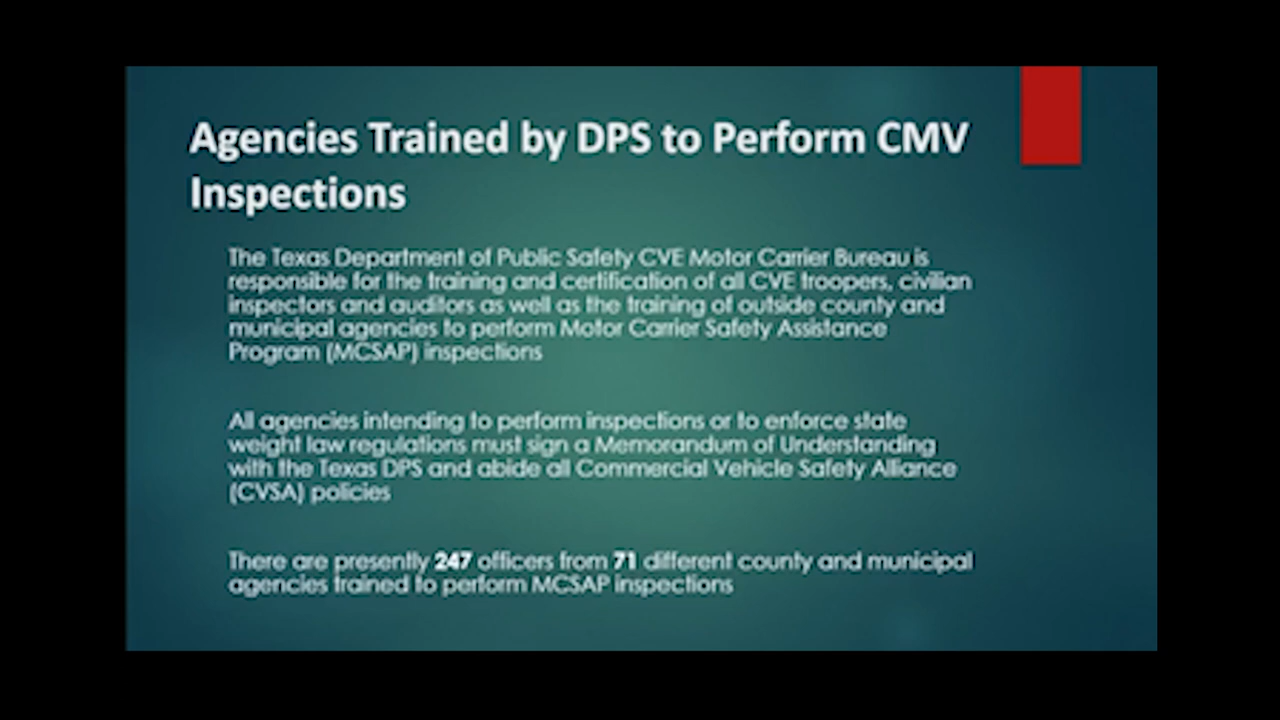 Agencies Trained by DPS to Perform CMV
Inspections
The Texas Department of Public Safety CVE Motor Carrier Bureau is
responsible for the training and certification of all CVE troopers, civilian
inspectors and auditors as well as the training of outside county and
municipal agencies to perform Motor Carrier Safety Assistance
Program (MCSAP) inspections
All agencies intending to perform inspections or to enforce state
weight law regulations must sign a Memorandum of Understanding
with the Texas DPS and abide all Commercial Vehicle Safety Alliance
(CVSA) policies
There are presently 247 officers from 71 different county and municipal
agencies trained to perform MCSAP inspections